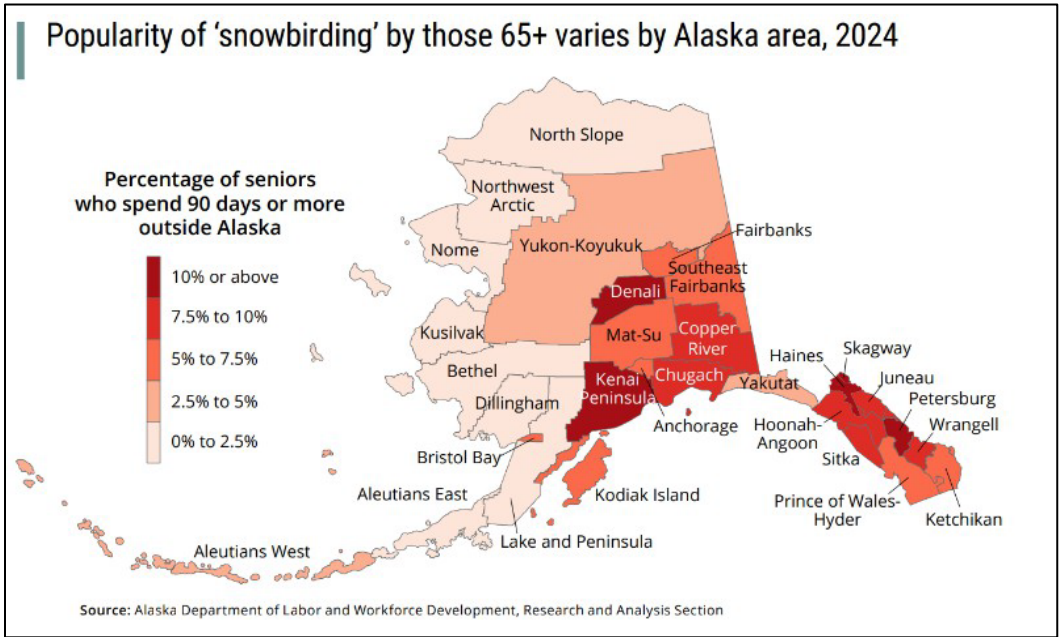 Popularity of ‘snowbirding’ by those 65+ varies by Alaska area, 2024
Percentage of seniors
who spend 90 days or more
outside Alaska
10% or above
7.5% to 10%
5% to 7.5%
2.5% to 5%
0% to 2.5%
North Slope
Northwest
Arctic
Nome
Yukon-Koyukuk
Fairbanks
Southeast
Fairbanks
Denali
Kusilvak
Mat-Su
Copper
River
Bethel
Kenai
Peninsula
Chugach
Dillingham
Anchorage
Yakutat
Haines
Skagway
Juneau
Petersburg
Wrangell
Hoonah-
Angoon
Sitka
Prince of Wales-
Hyder
Ketchikan
Bristol Bay
Kodiak Island
Aleutians East
Lake and Peninsula
Aleutians West
Source: Alaska Department of Labor and Workforce Development, Research and Analysis Section